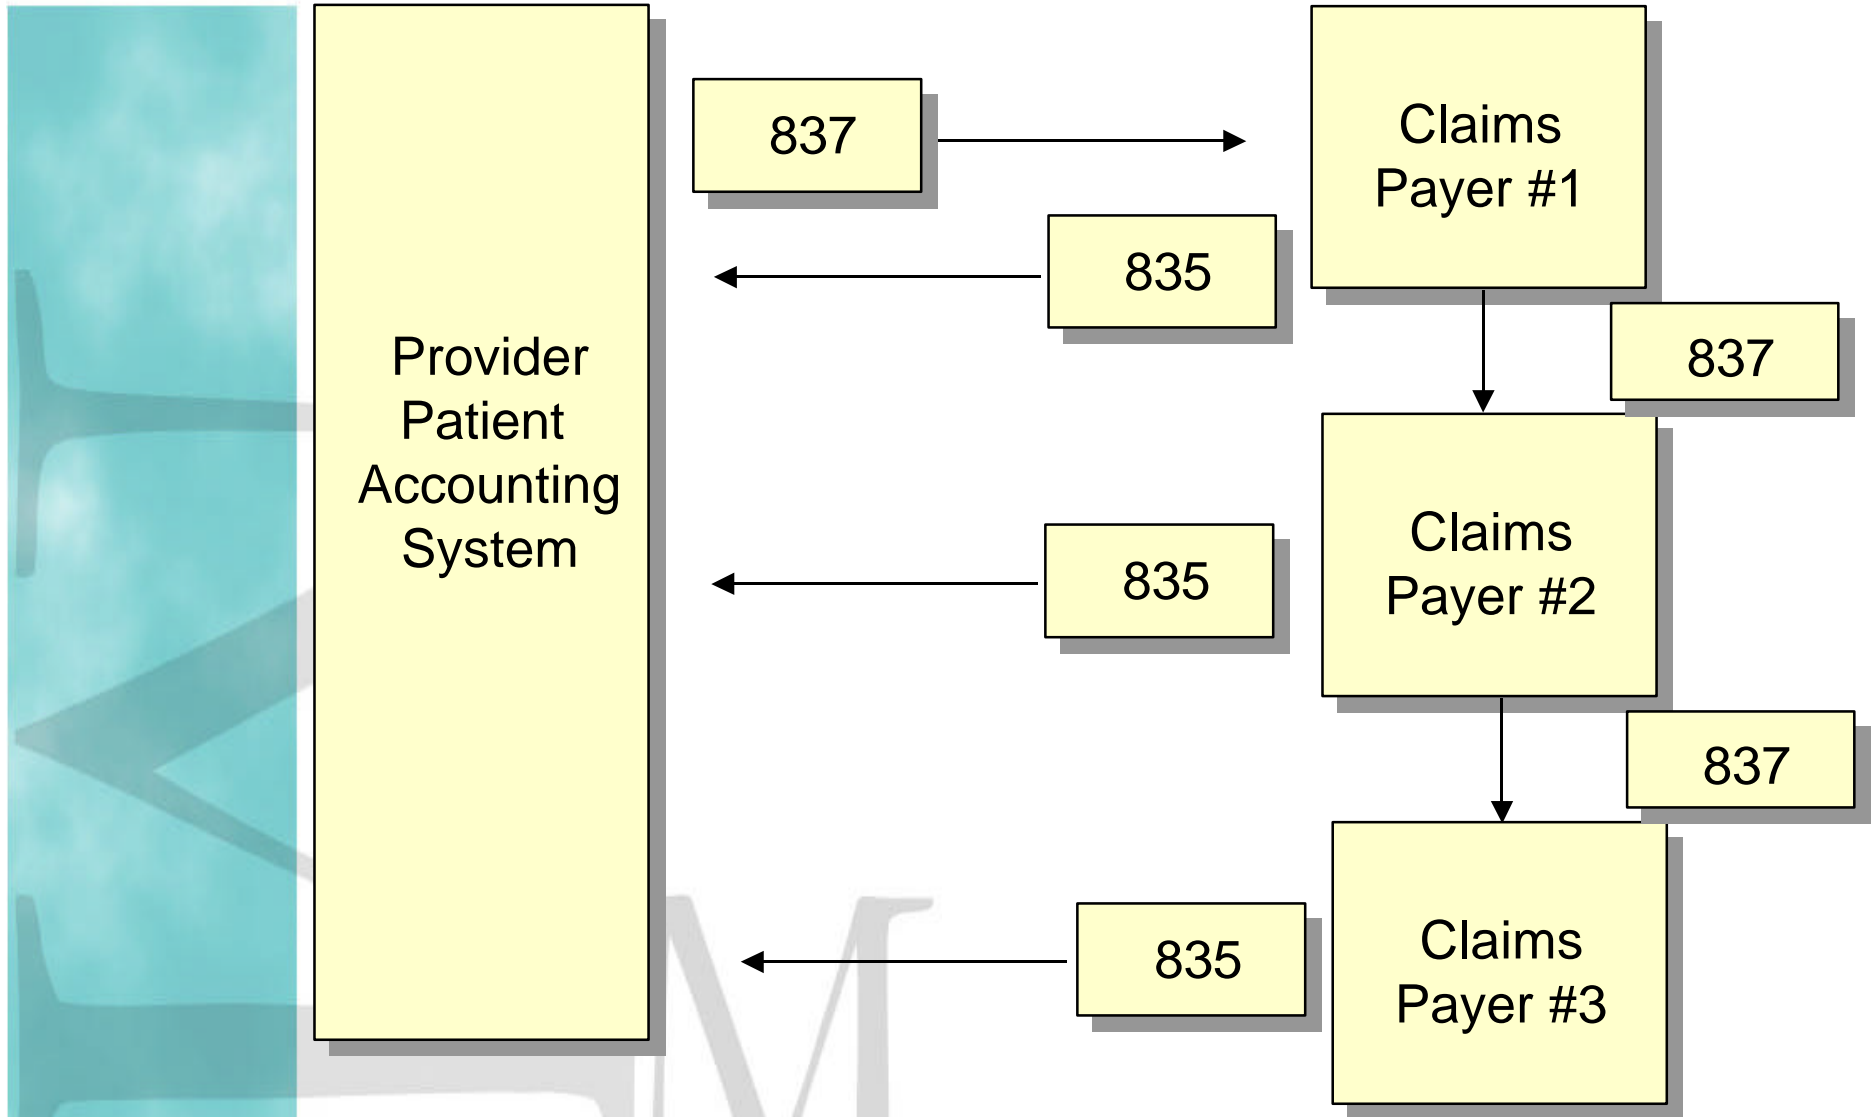 Provider
Patient
Accounting
System
837
835
835
835
Claims
Payer #1
837
Claims
Payer #2
837
Claims
Payer #3